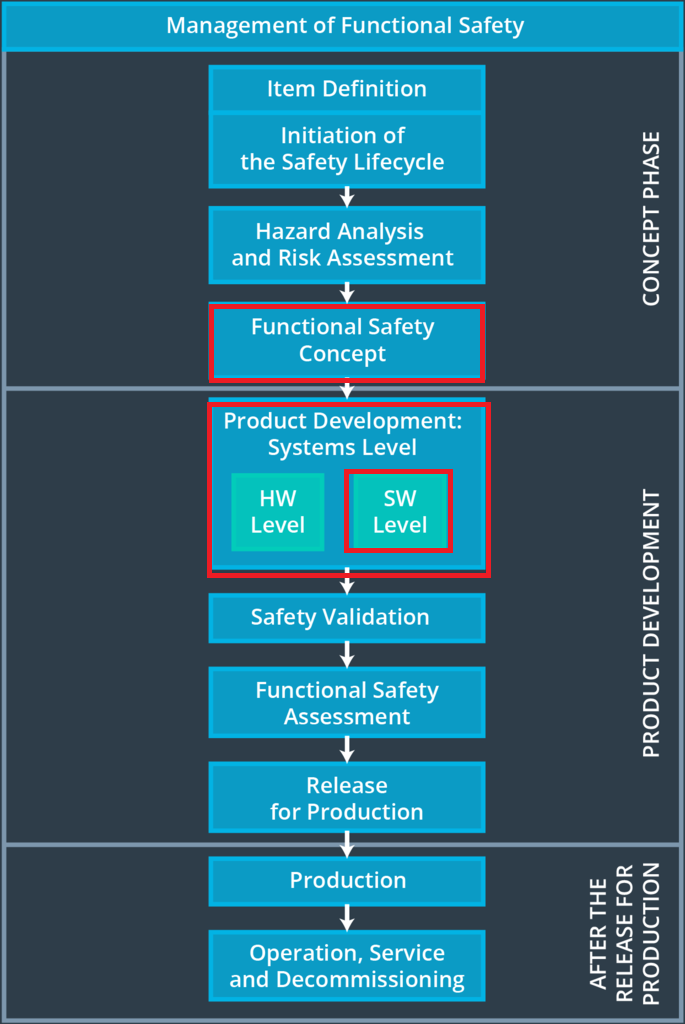 Management of Functional Safety
Item Definition
Initiation of
the Safety Lifecycle
Hazard Analysis
and Risk Assessment
Functional Safety
Concept
CONCEPT PHASE
Product Development:
Systems Level
HW
Level
SW
Level
Safety Validation
Functional Safety
Assessment
Release
for Production
PRODUCT DEVELOPMENT
Production
Operation, Service
and Decommissioning
AFTER THE
RELEASE FOR
PRODUCTION